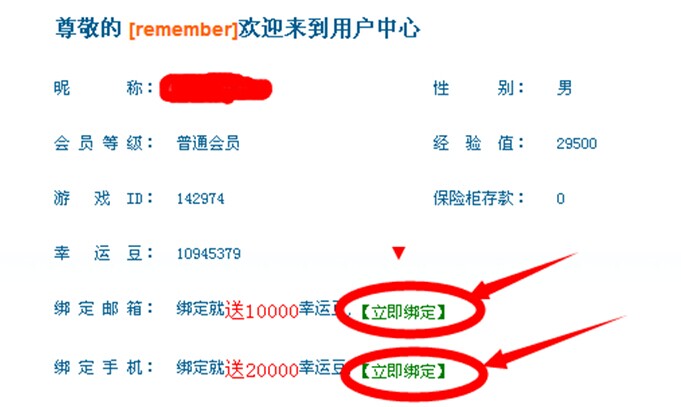 尊敬的 [remember]欢迎来到用户中心
昵 称： 性 别： 男
会员等级： 普通会员 经 验 值： 29500
游 戏 ID： 142974 保险柜存款： 0
幸 运 豆： 10945379
绑定邮箱： 绑定就送10000幸运豆.【立即绑定】
绑定手机： 绑定就送20000幸运豆【立即绑定】